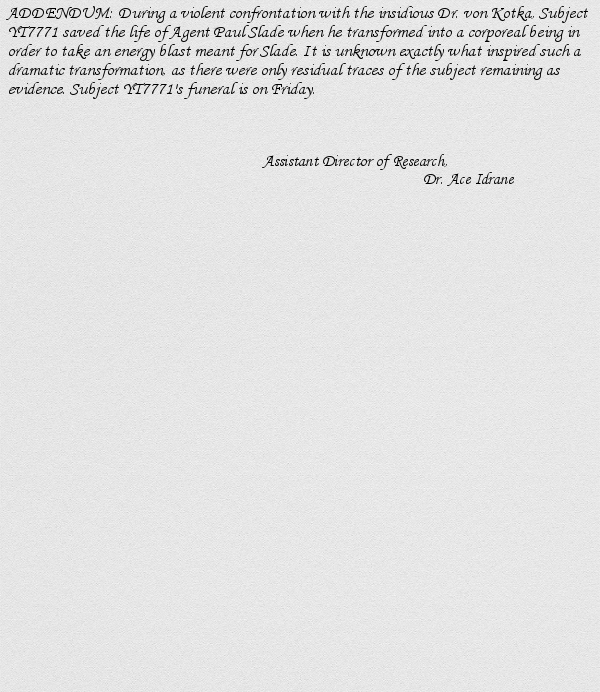 ADDENDUM: During a violent confrontation with the insidious Dr. von Kotka, Subject
YT7771 saved the life of Agent Paul Slade when he transformed into a corporeal being in
order to take an energy blast meant for Slade. It is unknown exactly what inspired such a
dramatic transformation, as there were only residual traces of the subject remaining as
evidence. Subject YT7771's funeral is on Friday.
Assistant Director of Research,
Dr. Ace Idrane